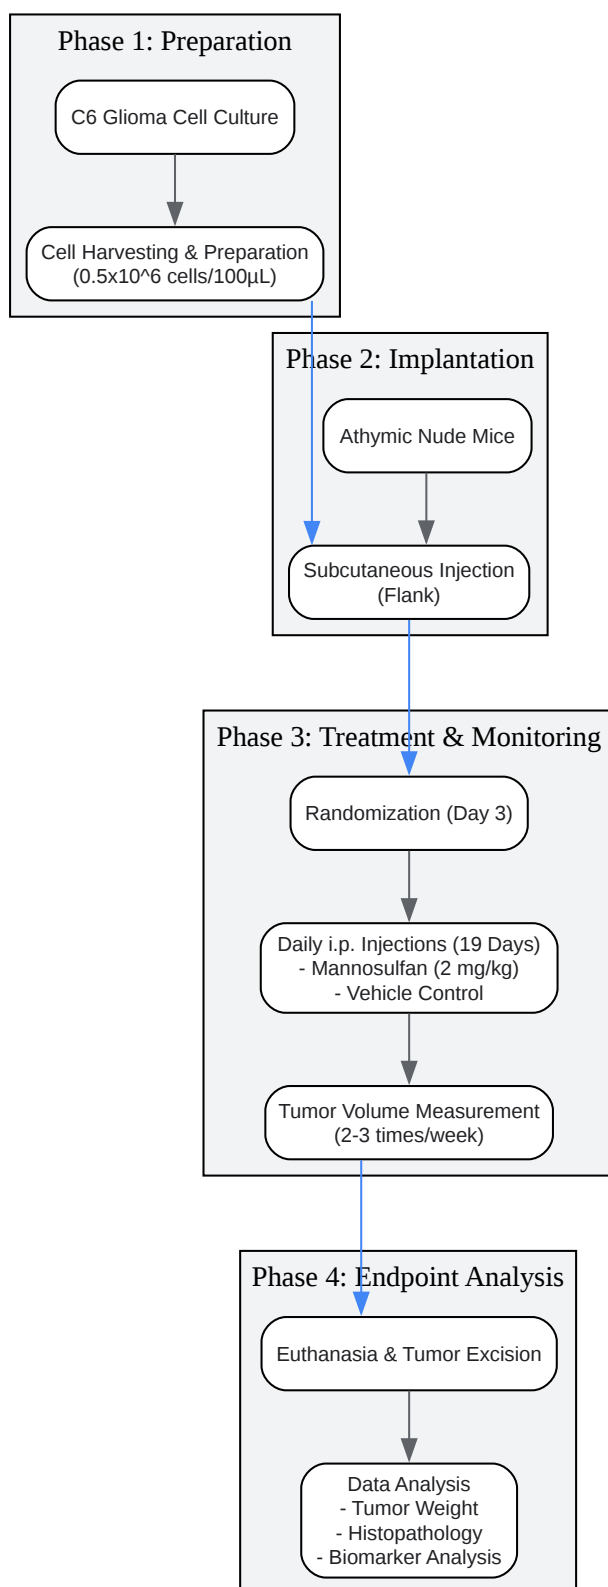 Phase 1: Preparation
C6 Glioma Cell Culture
Cell Harvesting & Preparation
(0.5x10^6 cells/100µL)
Phase 2: Implantation
Athymic Nude Mice
Subcutaneous Injection
(Flank)
Phase 3: Treatment & Monitoring
Randomization (Day 3)
Daily i.p. Injections (19 Days)
- Mannosulfan (2 mg/kg)
- Vehicle Control
Tumor Volume Measurement
(2-3 times/week)
Phase 4: Endpoint Analysis
Euthanasia & Tumor Excision
Data Analysis
- Tumor Weight
- Histopathology
- Biomarker Analysis